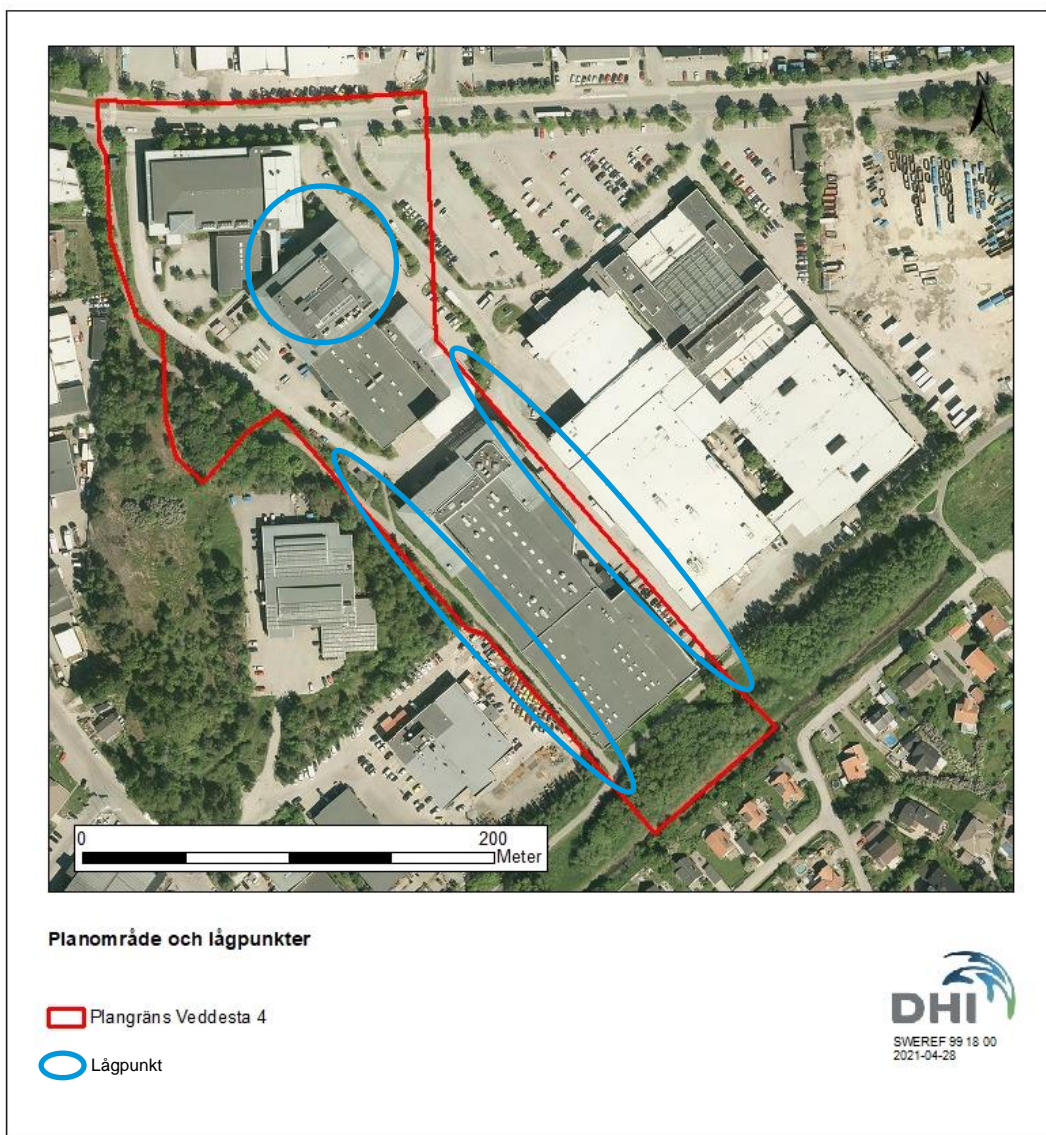 N
0 200
Meter
Planområde och lågpunkter
Plangräns Veddesta 4
Lågpunkt
DHI
SWEREF 99 18 00
2021-04-28